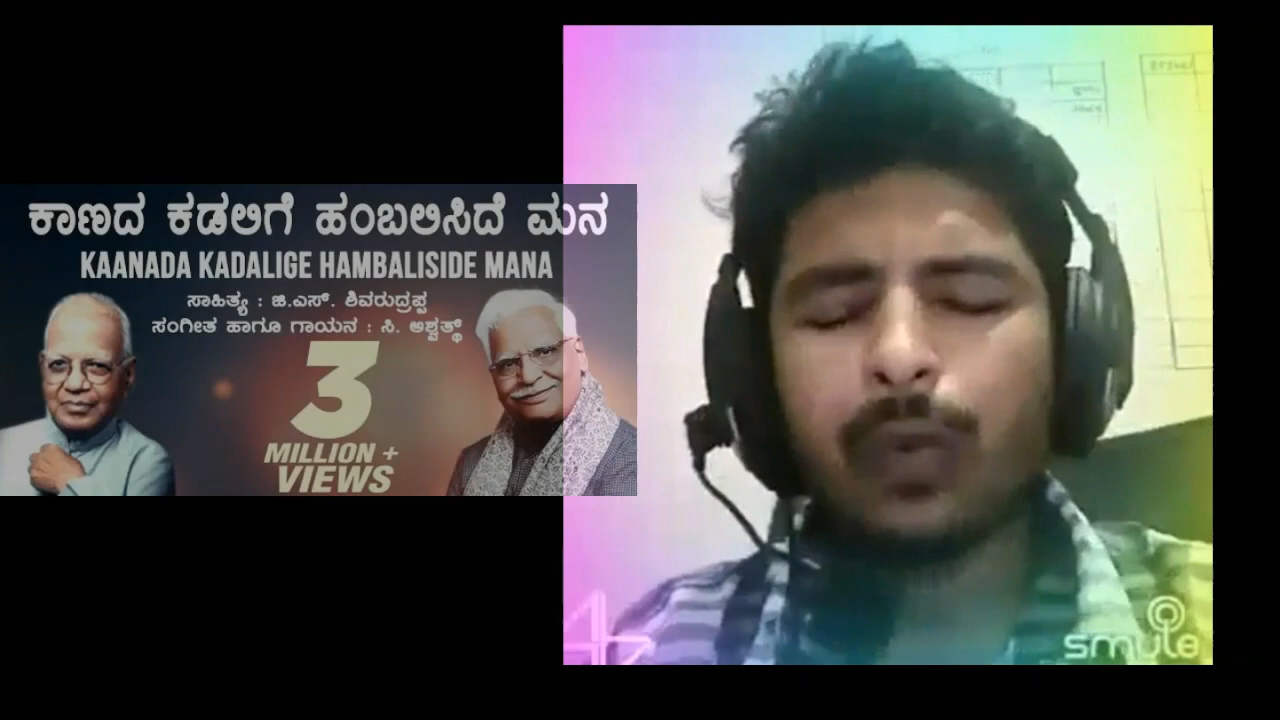 ಕಾಣದ ಕಡಲಿಗೆ ಹಂಬಲಿಸಿದೆ ಮನ
KAANADA KADALIGE HAMBALISIDE MANA
ಸಾಹಿತ್ಯ : ಜಿ.ಎಸ್. ಶಿವರುದ್ರಪ್ಪ
ಸಂಗೀತ ಹಾಗೂ ಗಾಯನ : ಸಿ. ಅಶ್ವತ್ಥ್
3
MILLION +
VIEWS
smule